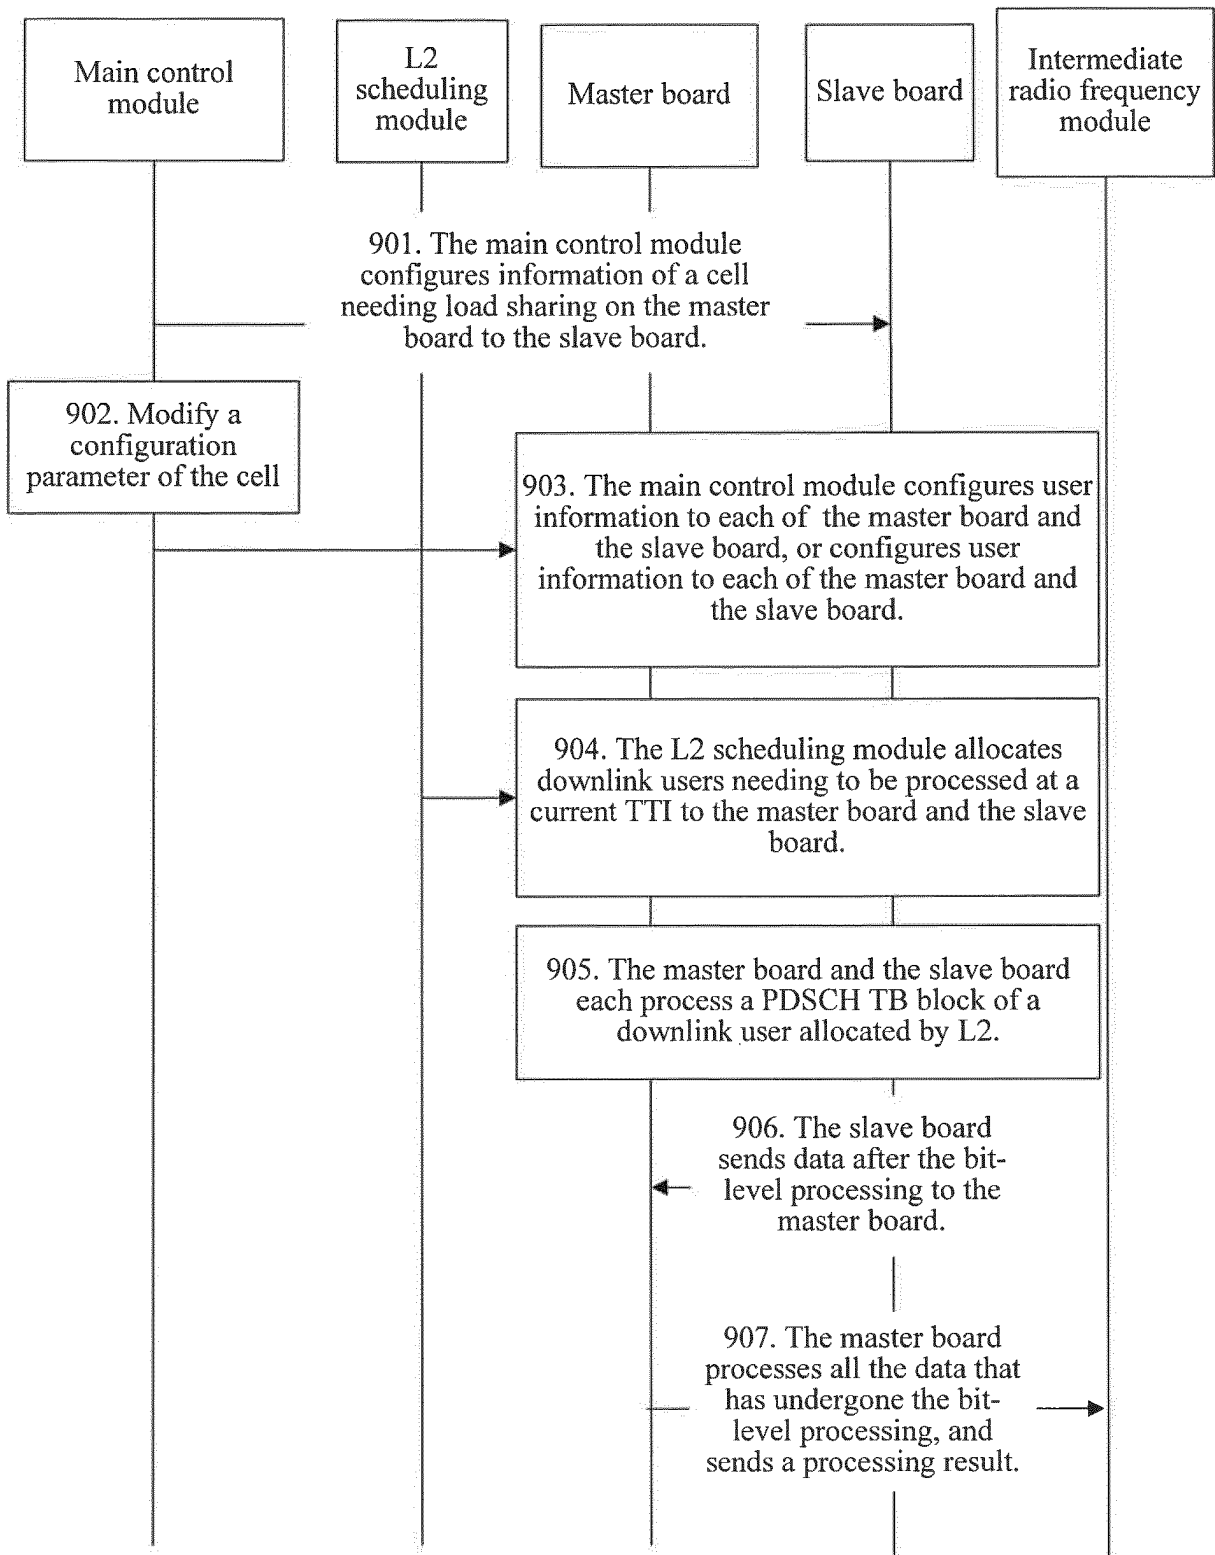 Main control
module
L2
scheduling
module
Master board
Slave board
Intermediate
radio frequency
module
901. The main control module
configures information of a cell
needing load sharing on the master
board to the slave board.
902. Modify a
configuration
parameter of the cell
903. The main control module configures user
information to each of the master board and
the slave board, or configures user
information to each of the master board and
the slave board.
904. The L2 scheduling module allocates
downlink users needing to be processed at a
current TTI to the master board and the slave
board.
905. The master board and the slave board
each process a PDSCH TB block of a
downlink user allocated by L2.
906. The slave board
sends data after the bit-
level processing to the
master board.
907. The master board
processes all the data that
has undergone the bit-
level processing, and
sends a processing result.